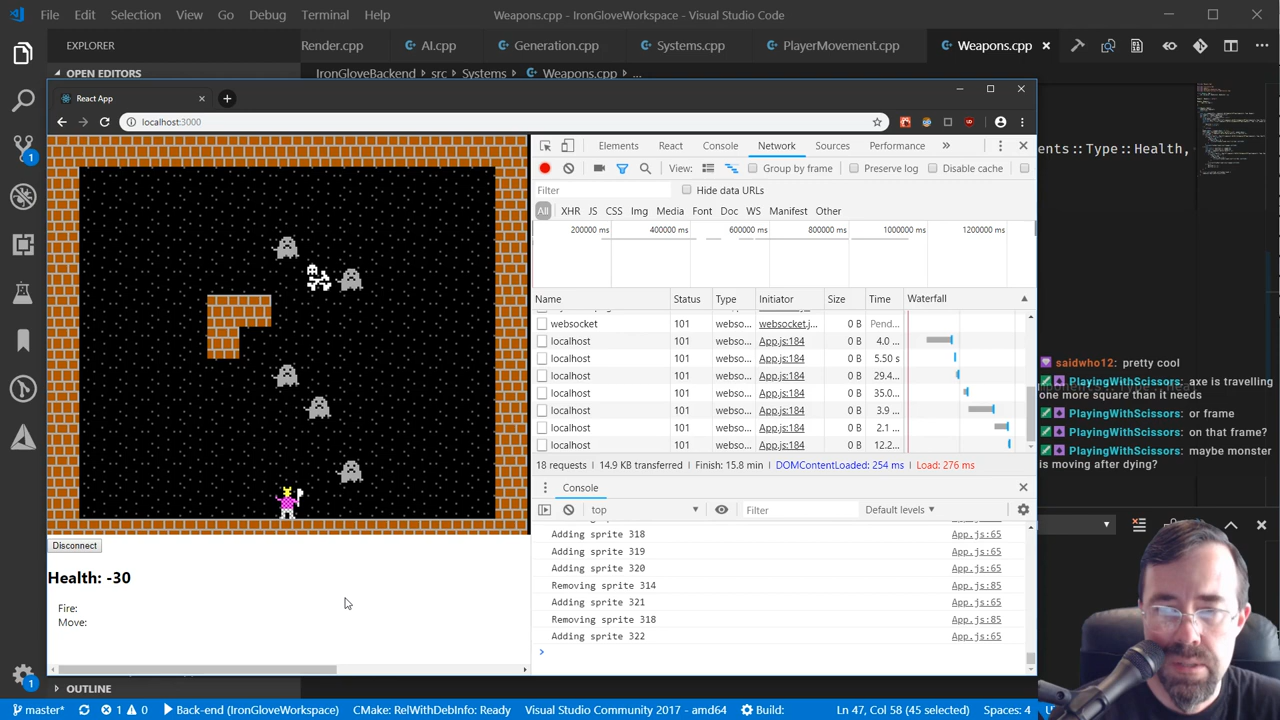 File Edit Selection View Go Debug Terminal Help Weapons.cpp - IronGloveWorkspace - Visual Studio Code
EXPLORER Render.cpp AI.cpp Generation.cpp Systems.cpp PlayerMovement.cpp Weapons.cpp
OPEN EDITORS IronGloveBackend src Systems Weapons.cpp ...
React App
localhost:3000
Elements React Console Network Sources Performance
View: Group by frame Preserve log Disable cache
ents::Type::Health,
Filter Hide data URLs
All XHR JS CSS Img Media Font Doc WS Manifest Other
200000 ms 400000 ms 600000 ms 800000 ms 1000000 ms 1200000 ms
Name Status Type Initiator Size Time Waterfall
websocket 101 webso... websocket.j... 0 B Pend...
localhost 101 webso... App.js:184 0 B 4.0 ...
localhost 101 webso... App.js:184 0 B 5.50 s
localhost 101 webso... App.js:184 0 B 29.4...
localhost 101 webso... App.js:184 0 B 35.0...
localhost 101 webso... App.js:184 0 B 3.9 ...
localhost 101 webso... App.js:184 0 B 2.1 ...
localhost 101 webso... App.js:184 0 B 12.2...
18 requests 14.9 KB transferred Finish: 15.8 min DOMContentLoaded: 254 ms Load: 276 ms
saidwho12: pretty cool
PlayingWithScissors: axe is travelling
one more square than it needs
PlayingWithScissors: or frame
PlayingWithScissors: on that frame?
PlayingWithScissors: maybe monster
is moving after dying?
Console
top Filter Default levels
Adding sprite 318 App.js:65
Adding sprite 319 App.js:65
Adding sprite 320 App.js:65
Removing sprite 314 App.js:85
Adding sprite 321 App.js:65
Removing sprite 318 App.js:85
Adding sprite 322 App.js:65
Disconnect
Health: -30
Fire:
Move:
OUTLINE
master* 1 0 Back-end (IronGloveWorkspace) CMake: RelWithDebInfo: Ready Visual Studio Community 2017 - amd64 Build: Ln 47, Col 58 (45 selected) Spaces: 4